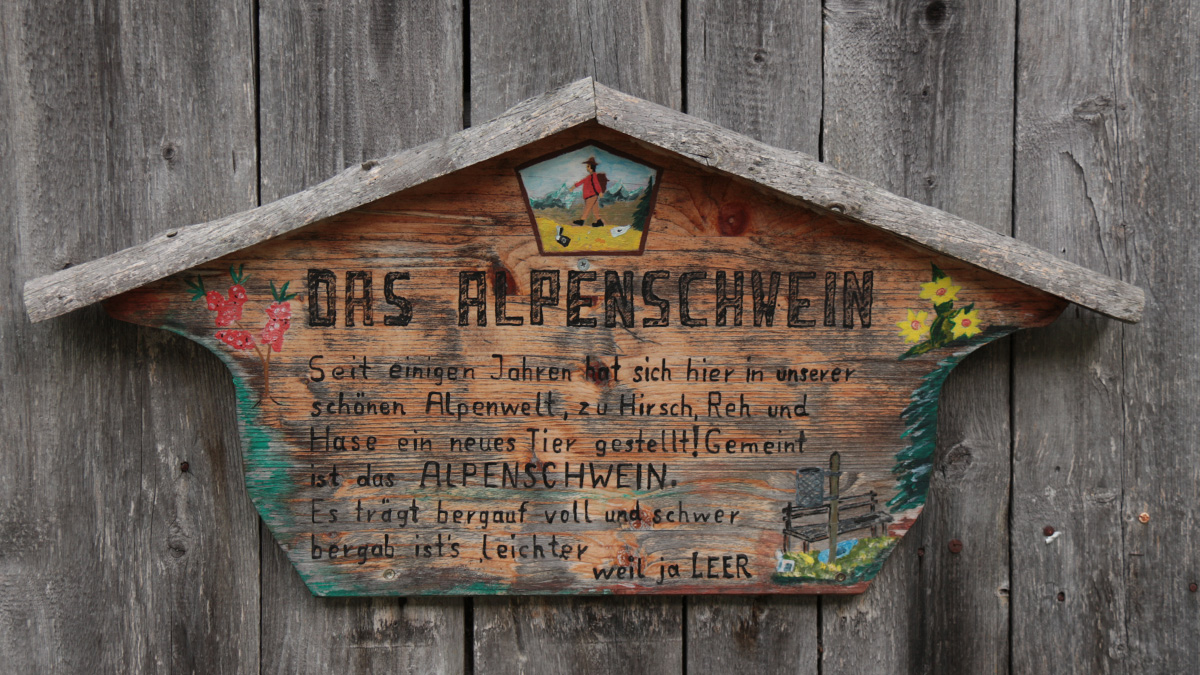 DAS ALPENSCHWEIN
Seit einigen Jahren hat sich hier in unserer
schönen Alpenwelt, zu Hirsch, Reh und
Hase ein neues Tier gestellt! Gemeint
ist das ALPENSCHWEIN.
Es trägt bergauf voll und schwer
bergab ist's leichter
weil ja LEER